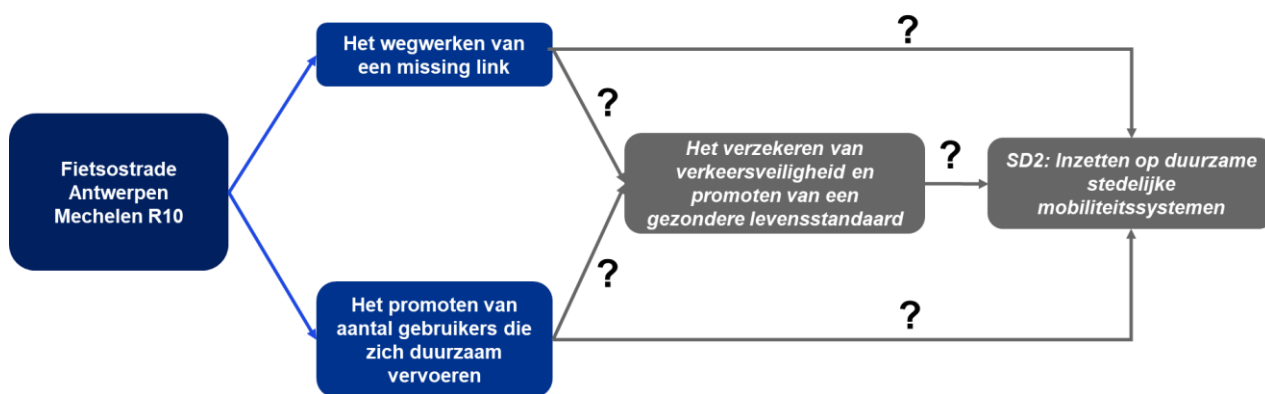 ?
Het wegwerken van
een missing link
?
Fietsostrade
Antwerpen
Mechelen R10
Het verzekeren van
verkeersveiligheid en
promoten van een
gezondere levensstandaard
?
SD2: Inzetten op duurzame
stedelijke
mobiliteitssystemen
?
Het promoten van
aantal gebruikers die
zich duurzaam
vervoeren
?